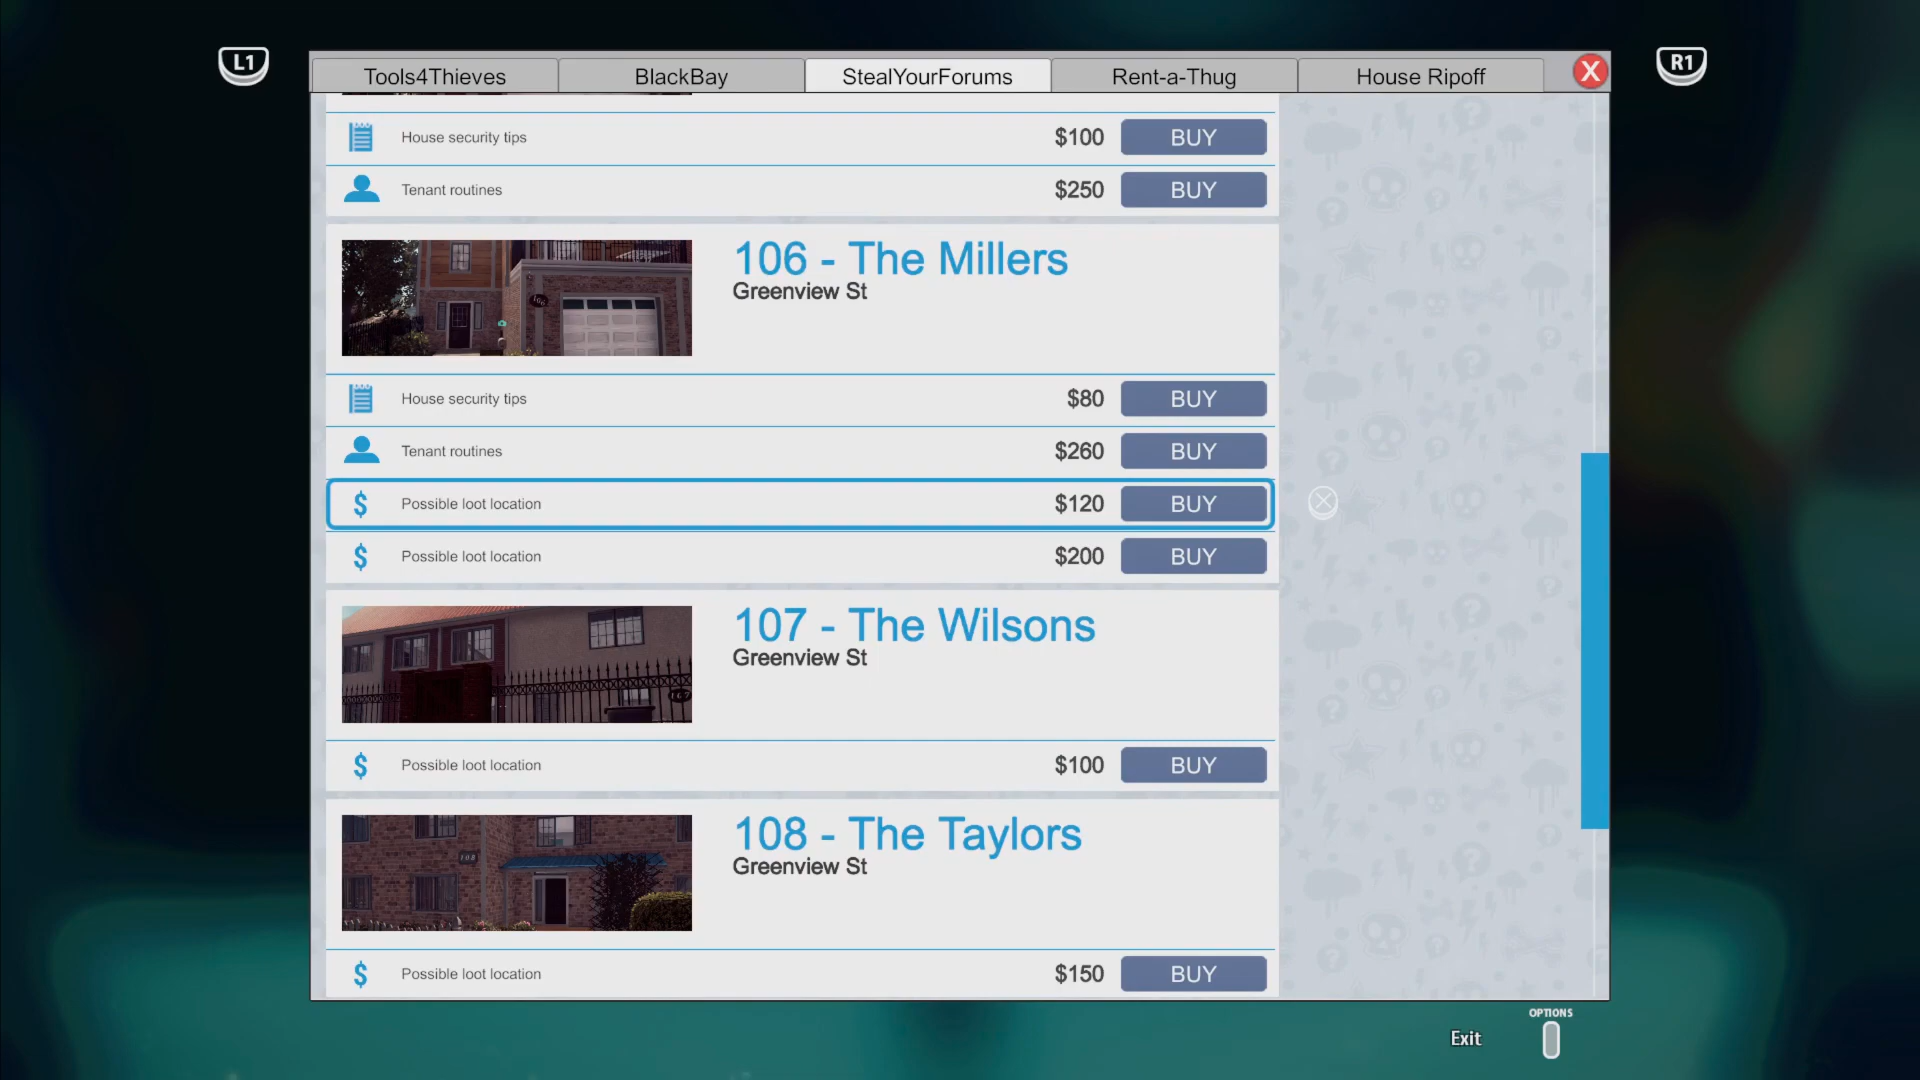 L1
R1
Tools4Thieves
BlackBay
StealYourForums
Rent-a-Thug
House Ripoff
X
House security tips $100 BUY
Tenant routines $250 BUY
106 - The Millers
Greenview St
106
House security tips $80 BUY
Tenant routines $260 BUY
$ Possible loot location $120 BUY
$ Possible loot location $200 BUY
107 - The Wilsons
Greenview St
107
$ Possible loot location $100 BUY
108 - The Taylors
Greenview St
108
$ Possible loot location $150 BUY
OPTIONS
Exit